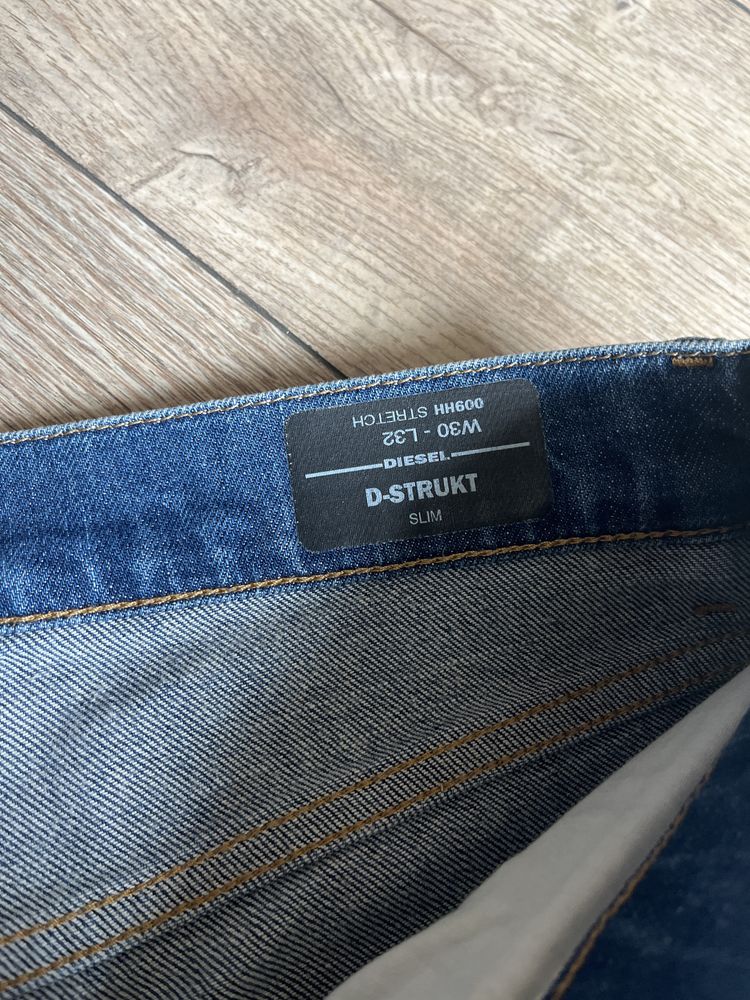 D-STRUKT
SLIM
DIESEL
W30 - L32
009HH STRETCH